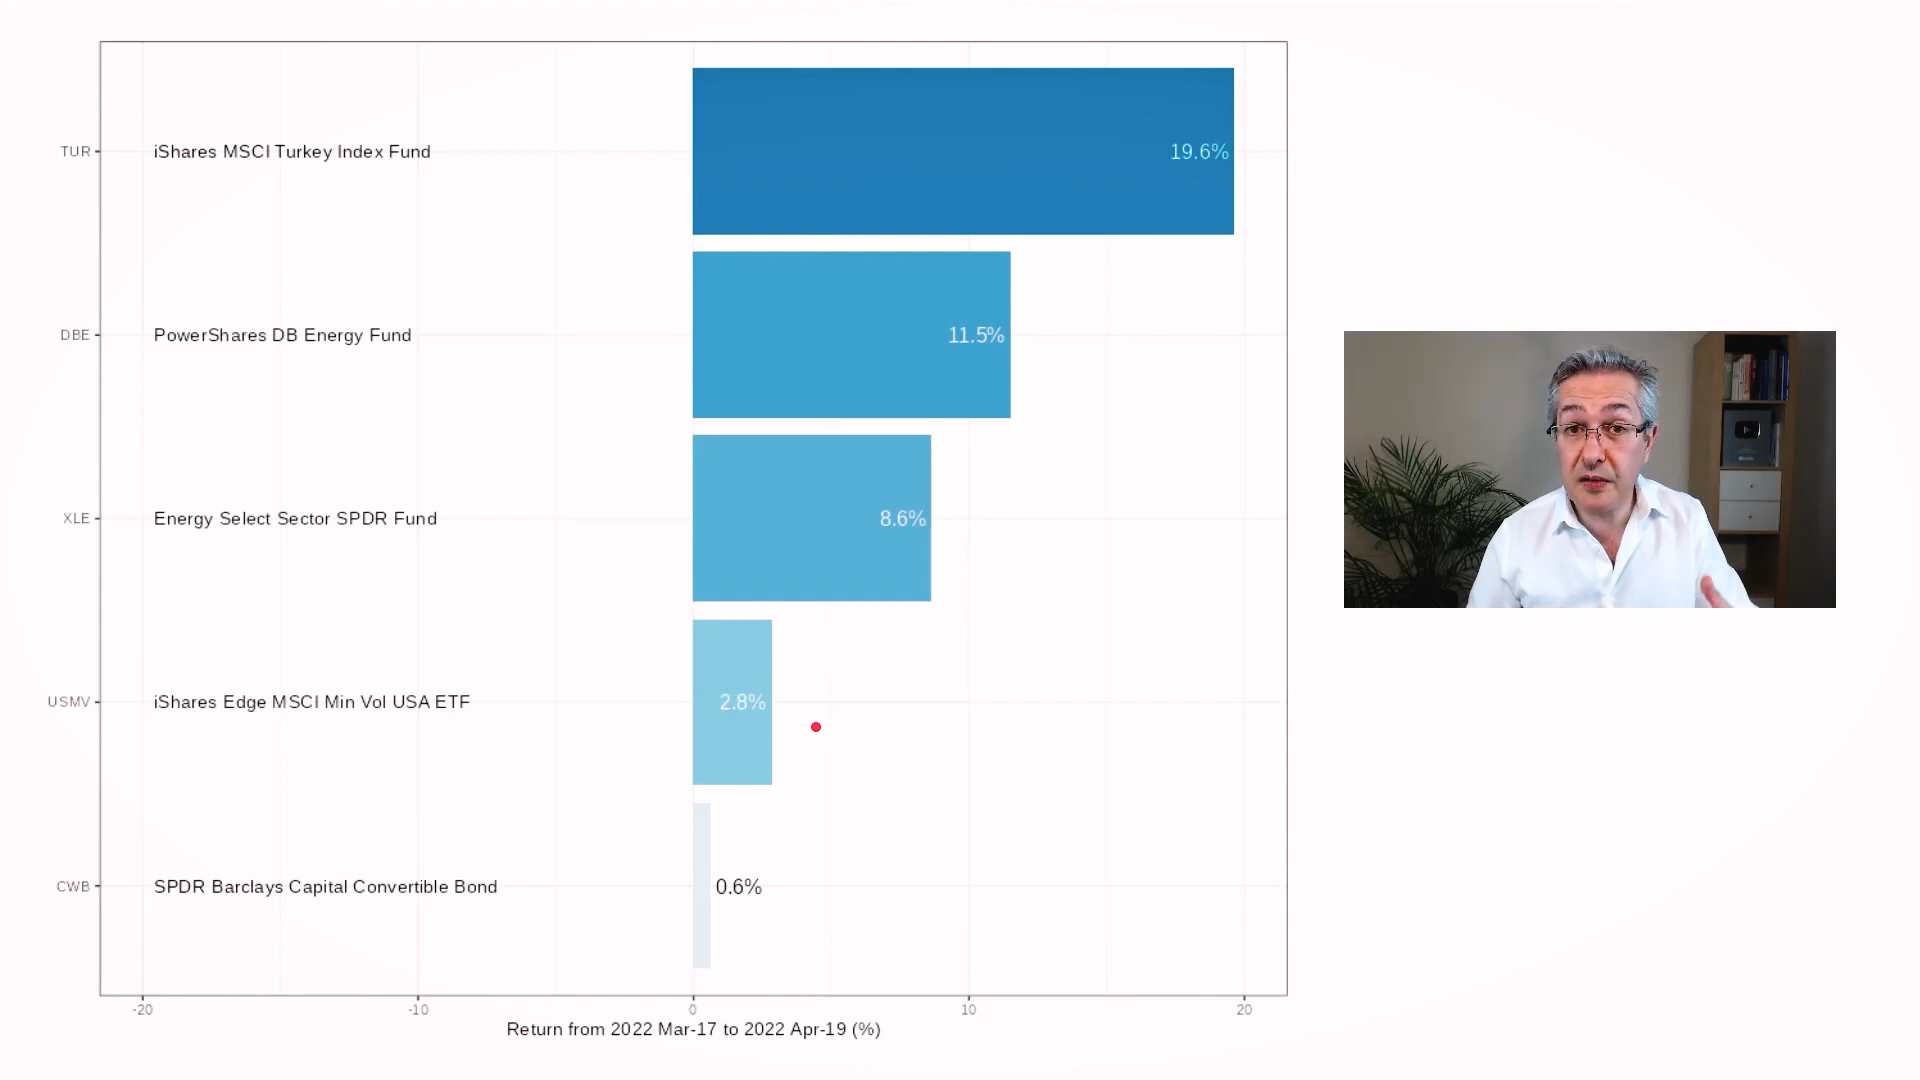 TUR
iShares MSCI Turkey Index Fund
19.6%
DBE
PowerShares DB Energy Fund
11.5%
XLE
Energy Select Sector SPDR Fund
8.6%
USMV
iShares Edge MSCI Min Vol USA ETF
2.8%
CWB
SPDR Barclays Capital Convertible Bond
0.6%
-20
-10
0
10
20
Return from 2022 Mar-17 to 2022 Apr-19 (%)